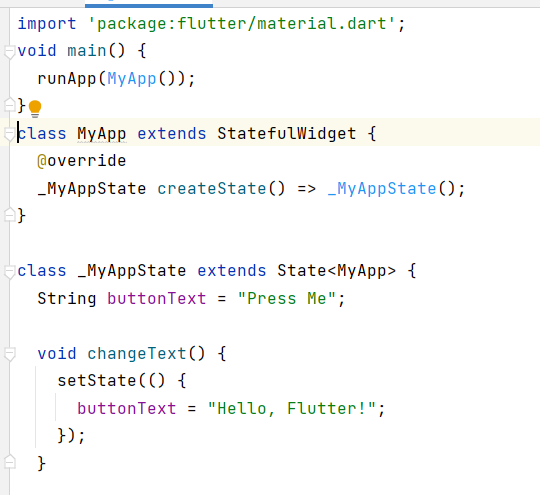 import 'package:flutter/material.dart';
void main() {
  runApp(MyApp());
}
class MyApp extends StatefulWidget {
  @override
  _MyAppState createState() => _MyAppState();
}

class _MyAppState extends State<MyApp> {
  String buttonText = "Press Me";

  void changeText() {
    setState(() {
      buttonText = "Hello, Flutter!";
    });
  }